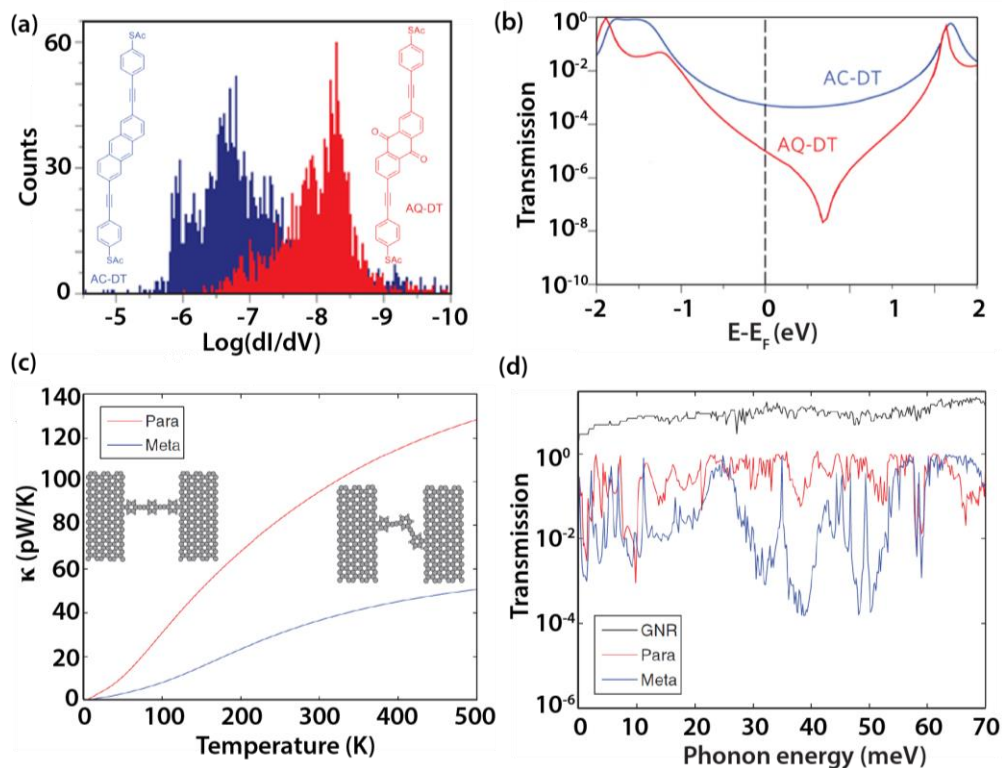 (a)
60
30
0
Counts
SAc
AC-DT
SAc
SAc
O
O
AQ-DT
SAc
-5 -6 -7 -8 -9 -10
Log(dI/dV)
(b)
10^0
10^-2
10^-4
10^-6
10^-8
10^-10
Transmission
AC-DT
AQ-DT
-2 -1 0 1 2
E-E_F (eV)
(c)
140
120
100
80
60
40
20
0
κ (pW/K)
Para
Meta
0 100 200 300 400 500
Temperature (K)
(d)
10^0
10^-2
10^-4
10^-6
Transmission
GNR
Para
Meta
0 10 20 30 40 50 60 70
Phonon energy (meV)